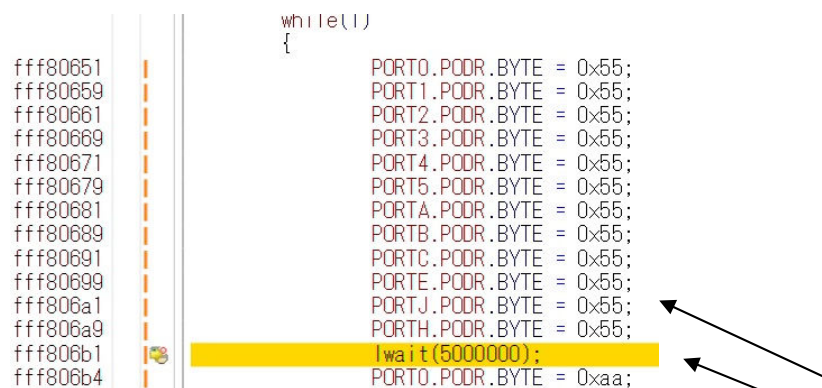 while(1)
{
fff80651 PORT0.PODR.BYTE = 0x55;
fff80659 PORT1.PODR.BYTE = 0x55;
fff80661 PORT2.PODR.BYTE = 0x55;
fff80669 PORT3.PODR.BYTE = 0x55;
fff80671 PORT4.PODR.BYTE = 0x55;
fff80679 PORT5.PODR.BYTE = 0x55;
fff80681 PORTA.PODR.BYTE = 0x55;
fff80689 PORTB.PODR.BYTE = 0x55;
fff80691 PORTC.PODR.BYTE = 0x55;
fff80699 PORTE.PODR.BYTE = 0x55;
fff806a1 PORTJ.PODR.BYTE = 0x55;
fff806a9 PORTH.PODR.BYTE = 0x55;
fff806b1 lwait(5000000);
fff806b4 PORT0.PODR.BYTE = 0xaa;